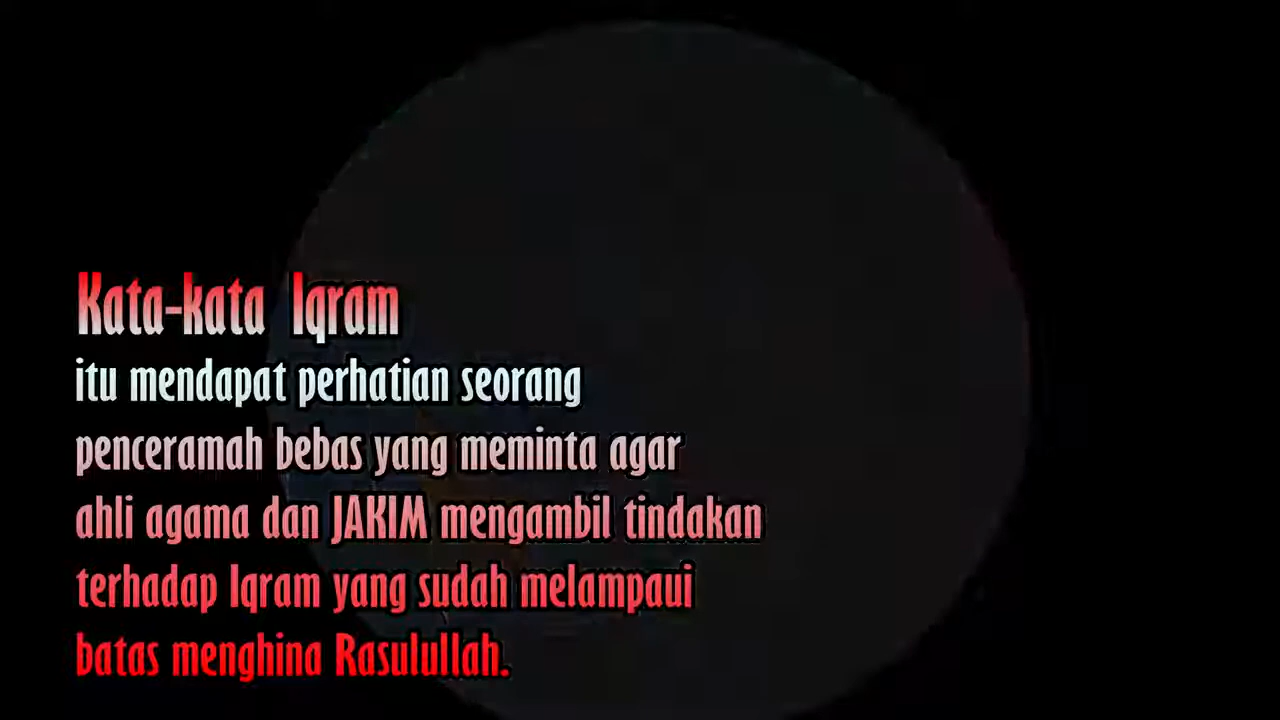 Kata-kata Iqram
itu mendapat perhatian seorang
penceramah bebas yang meminta agar
ahli agama dan JAKIM mengambil tindakan
terhadap Iqram yang sudah melampaui
batas menghina Rasulullah.